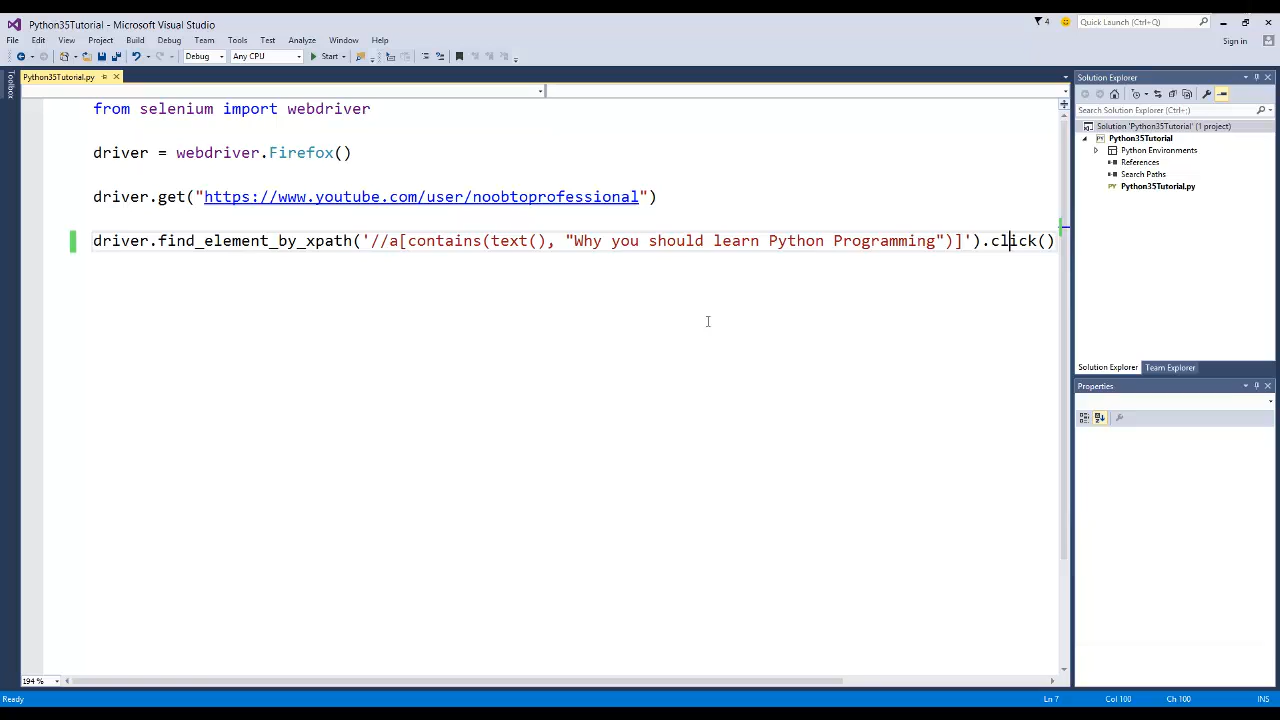 Python35Tutorial - Microsoft Visual Studio
4
Quick Launch (Ctrl+Q)
File Edit View Project Build Debug Team Tools Test Analyze Window Help
Sign in
Debug Any CPU Start
Toolbox
Python35Tutorial.py
from selenium import webdriver
driver = webdriver.Firefox()
driver.get("https://www.youtube.com/user/noobtoprofessional")
driver.find_element_by_xpath('//a[contains(text(), "Why you should learn Python Programming")]').click()
194 %
Solution Explorer
Search Solution Explorer (Ctrl+;)
Solution 'Python35Tutorial' (1 project)
Python35Tutorial
Python Environments
References
Search Paths
Python35Tutorial.py
Solution Explorer Team Explorer
Properties
Ready Ln 7 Col 100 Ch 100 INS